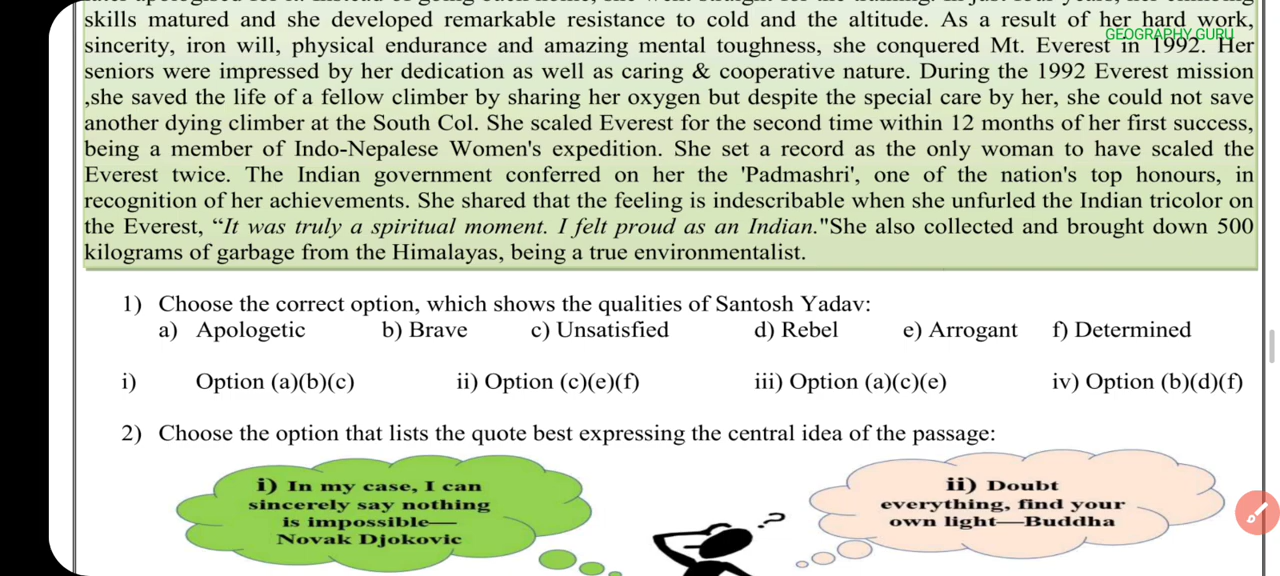 skills matured and she developed remarkable resistance to cold and the altitude. As a result of her hard work,
GEOGRAPHY GURU
sincerity, iron will, physical endurance and amazing mental toughness, she conquered Mt. Everest in 1992. Her
seniors were impressed by her dedication as well as caring & cooperative nature. During the 1992 Everest mission
,she saved the life of a fellow climber by sharing her oxygen but despite the special care by her, she could not save
another dying climber at the South Col. She scaled Everest for the second time within 12 months of her first success,
being a member of Indo-Nepalese Women's expedition. She set a record as the only woman to have scaled the
Everest twice. The Indian government conferred on her the 'Padmashri', one of the nation's top honours, in
recognition of her achievements. She shared that the feeling is indescribable when she unfurled the Indian tricolor on
the Everest, “It was truly a spiritual moment. I felt proud as an Indian."She also collected and brought down 500
kilograms of garbage from the Himalayas, being a true environmentalist.
1) Choose the correct option, which shows the qualities of Santosh Yadav:
a) Apologetic b) Brave c) Unsatisfied d) Rebel e) Arrogant f) Determined
i) Option (a)(b)(c) ii) Option (c)(e)(f) iii) Option (a)(c)(e) iv) Option (b)(d)(f)
2) Choose the option that lists the quote best expressing the central idea of the passage:
i) In my case, I can
sincerely say nothing
is impossible—
Novak Djokovic
ii) Doubt
everything, find your
own light—Buddha